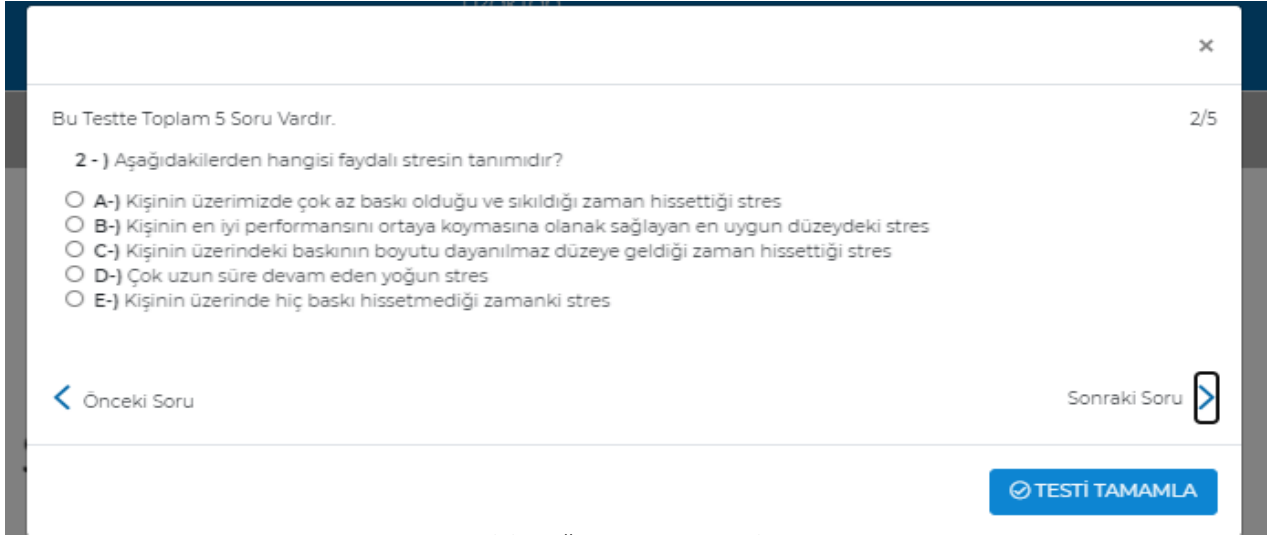 ×
Bu Testte Toplam 5 Soru Vardır.
2/5
2 - ) Aşağıdakilerden hangisi faydalı stresin tanımıdır?
A-) Kişinin üzerimizde çok az baskı olduğu ve sıkıldığı zaman hissettiği stres
B-) Kişinin en iyi performansını ortaya koymasına olanak sağlayan en uygun düzeydeki stres
C-) Kişinin üzerindeki baskının boyutu dayanılmaz düzeye geldiği zaman hissettiği stres
D-) Çok uzun süre devam eden yoğun stres
E-) Kişinin üzerinde hiç baskı hissetmediği zamanki stres
Önceki Soru
Sonraki Soru
TESTİ TAMAMLA